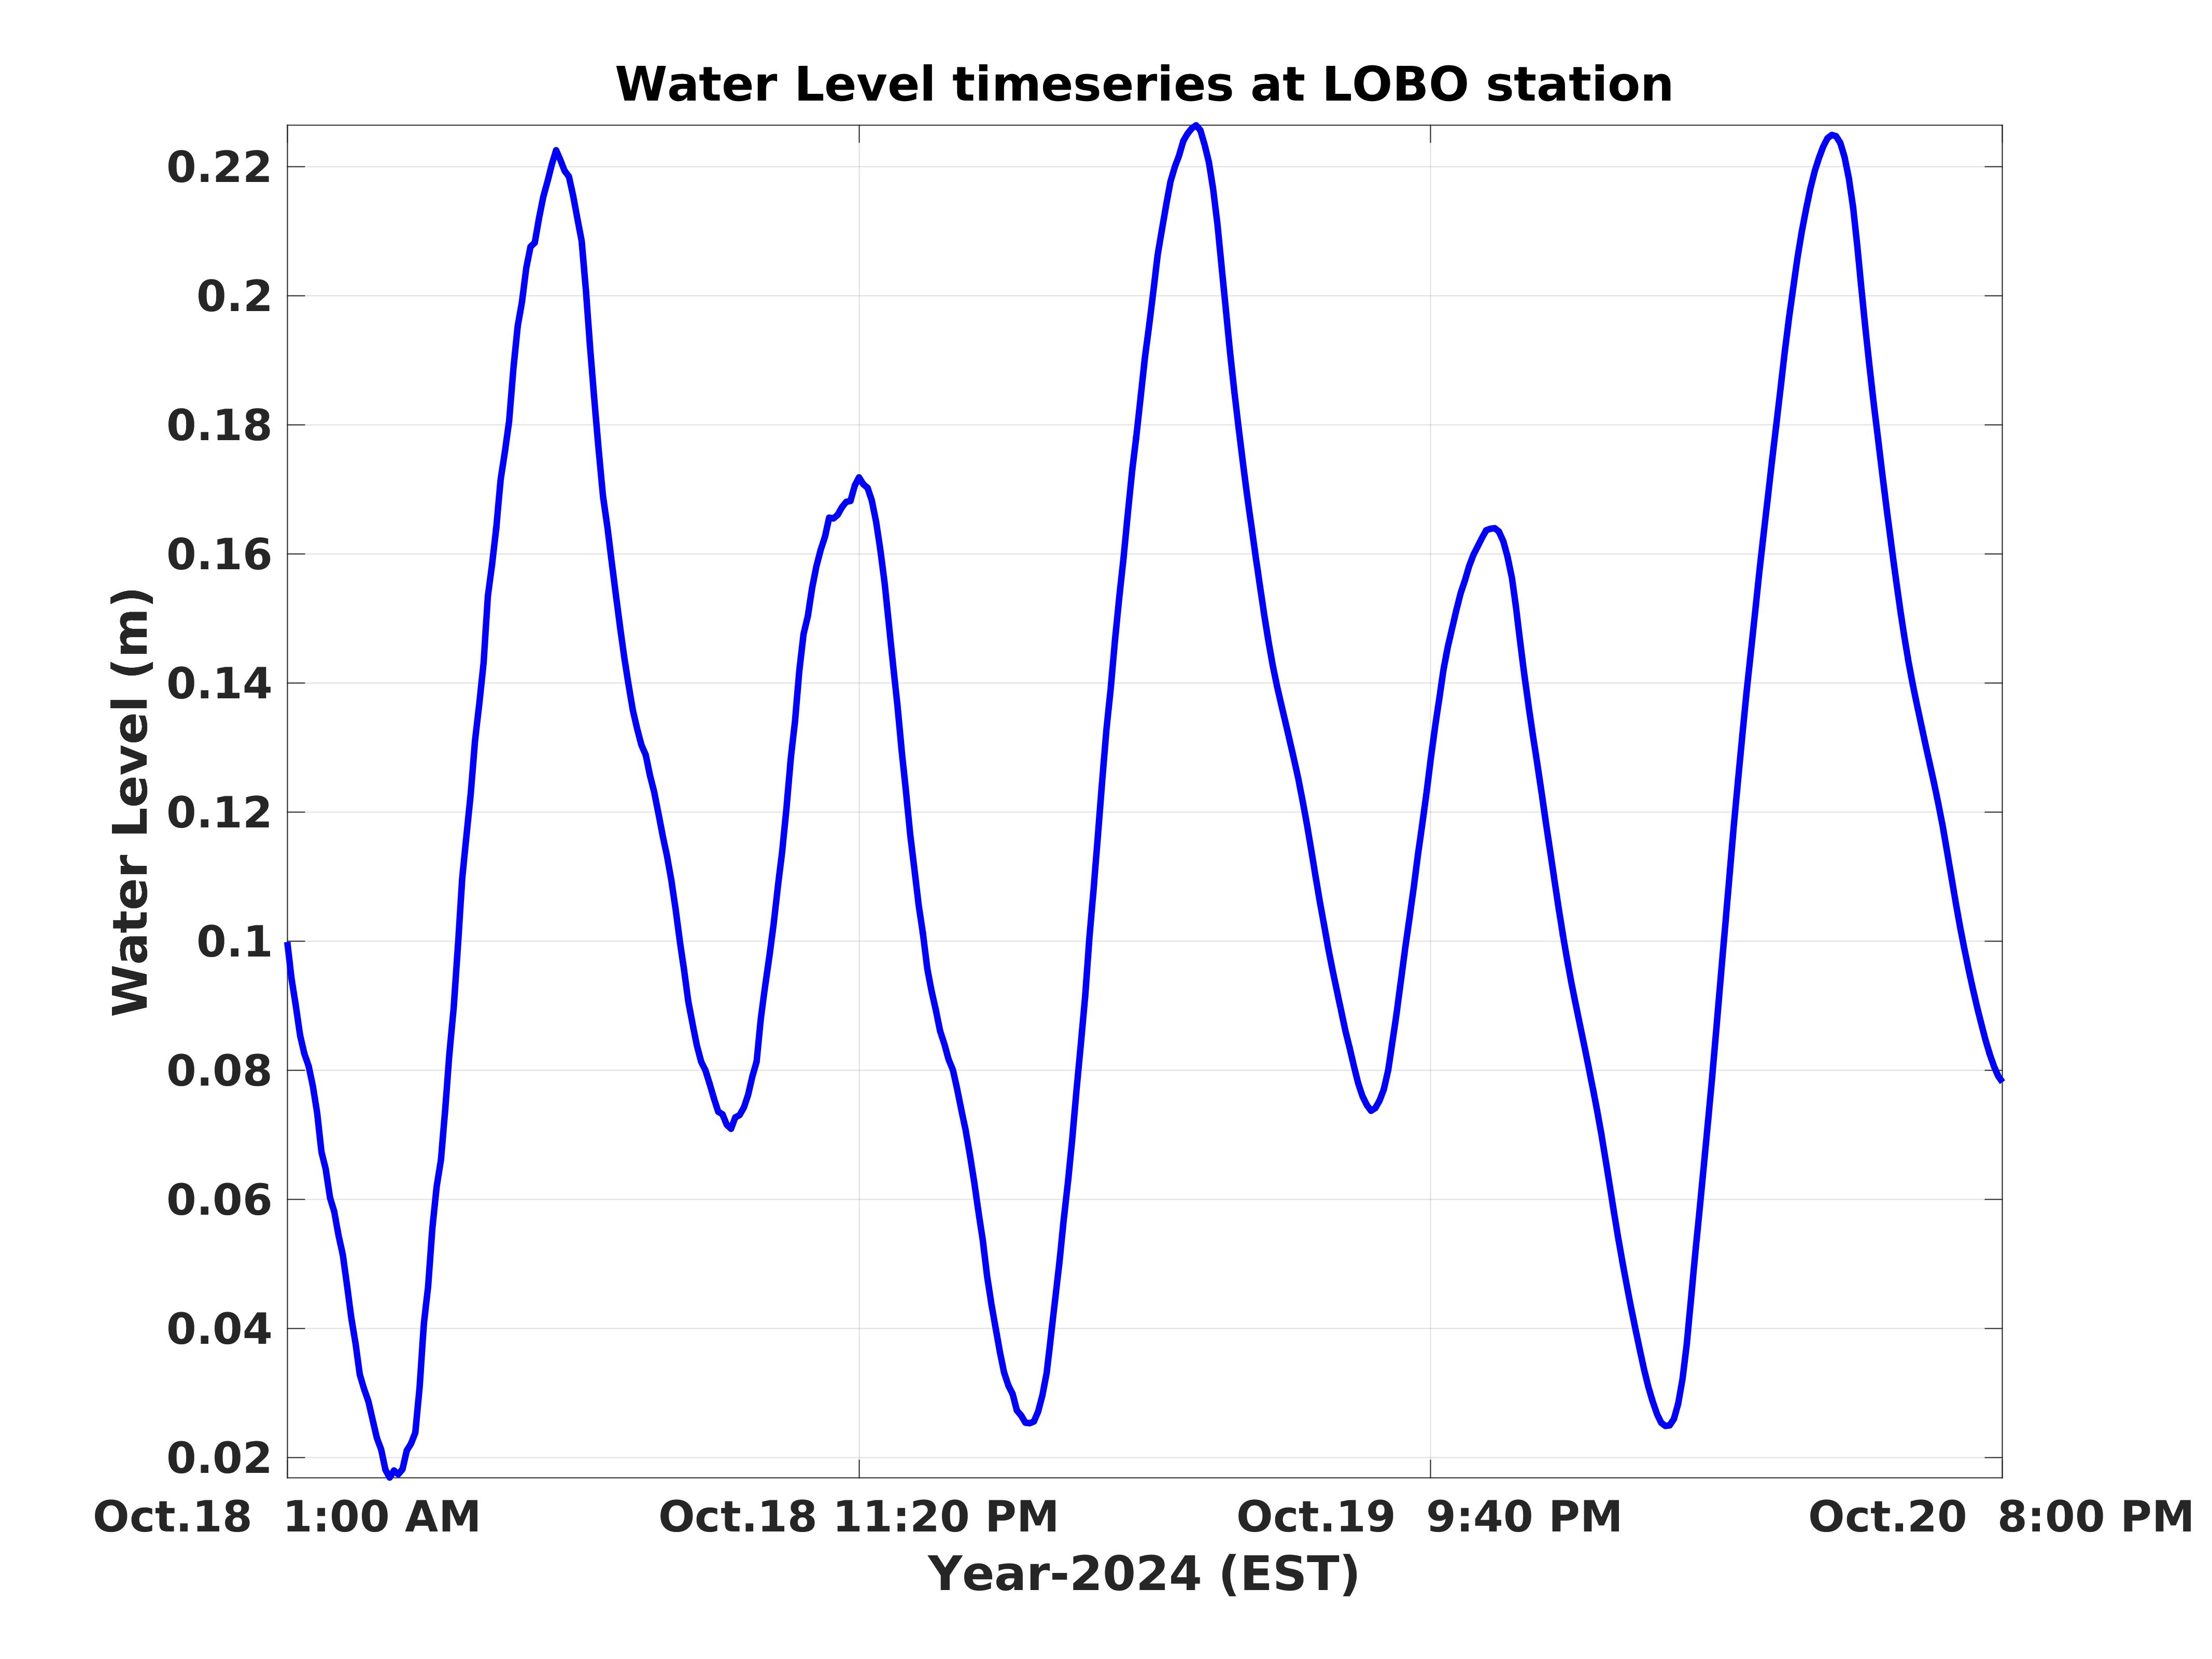 Water Level timeseries at LOBO station
Water Level (m)
0.22
0.2
0.18
0.16
0.14
0.12
0.1
0.08
0.06
0.04
0.02
Oct.18  1:00 AM
Oct.18 11:20 PM
Oct.19  9:40 PM
Oct.20  8:00 PM
Year-2024 (EST)